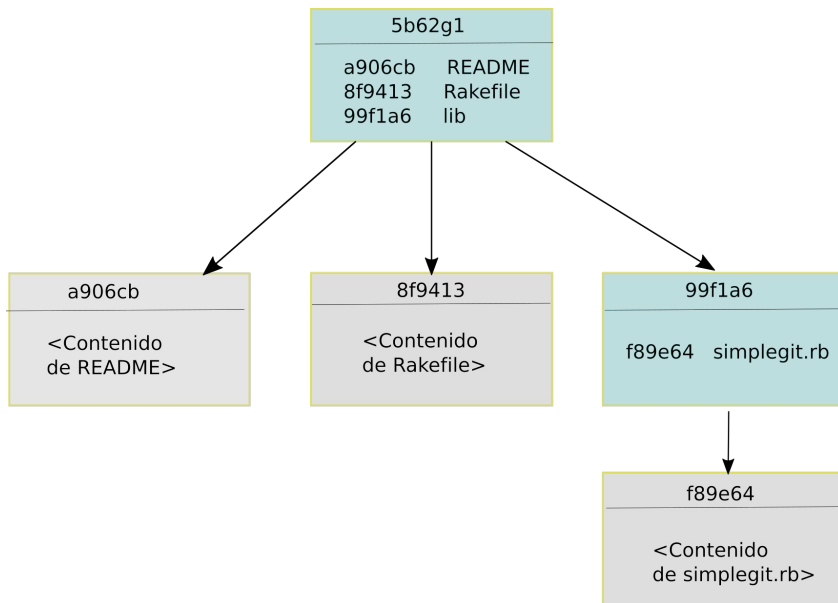 5b62g1
a906cb README
8f9413 Rakefile
99f1a6 lib
a906cb
<Contenido
de README>
8f9413
<Contenido
de Rakefile>
99f1a6
f89e64 simplegit.rb
f89e64
<Contenido
de simplegit.rb>